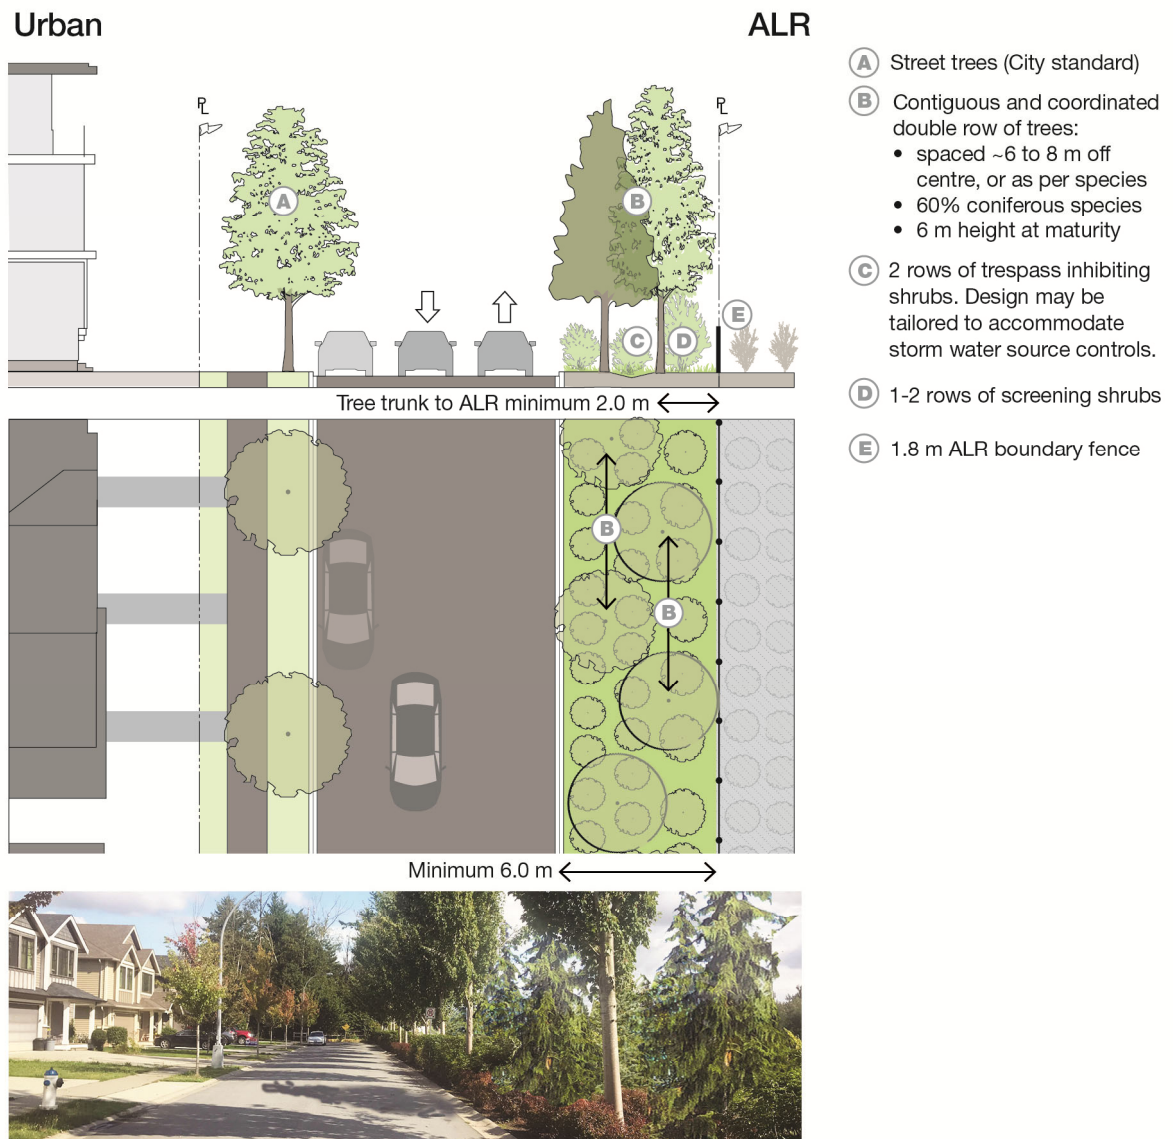 Urban
ALR
PL
PL
A
B
C
D
E
Tree trunk to ALR minimum 2.0 m
B
B
Minimum 6.0 m
A Street trees (City standard)
B Contiguous and coordinated
double row of trees:
• spaced ~6 to 8 m off
centre, or as per species
• 60% coniferous species
• 6 m height at maturity
C 2 rows of trespass inhibiting
shrubs. Design may be
tailored to accommodate
storm water source controls.
D 1-2 rows of screening shrubs
E 1.8 m ALR boundary fence